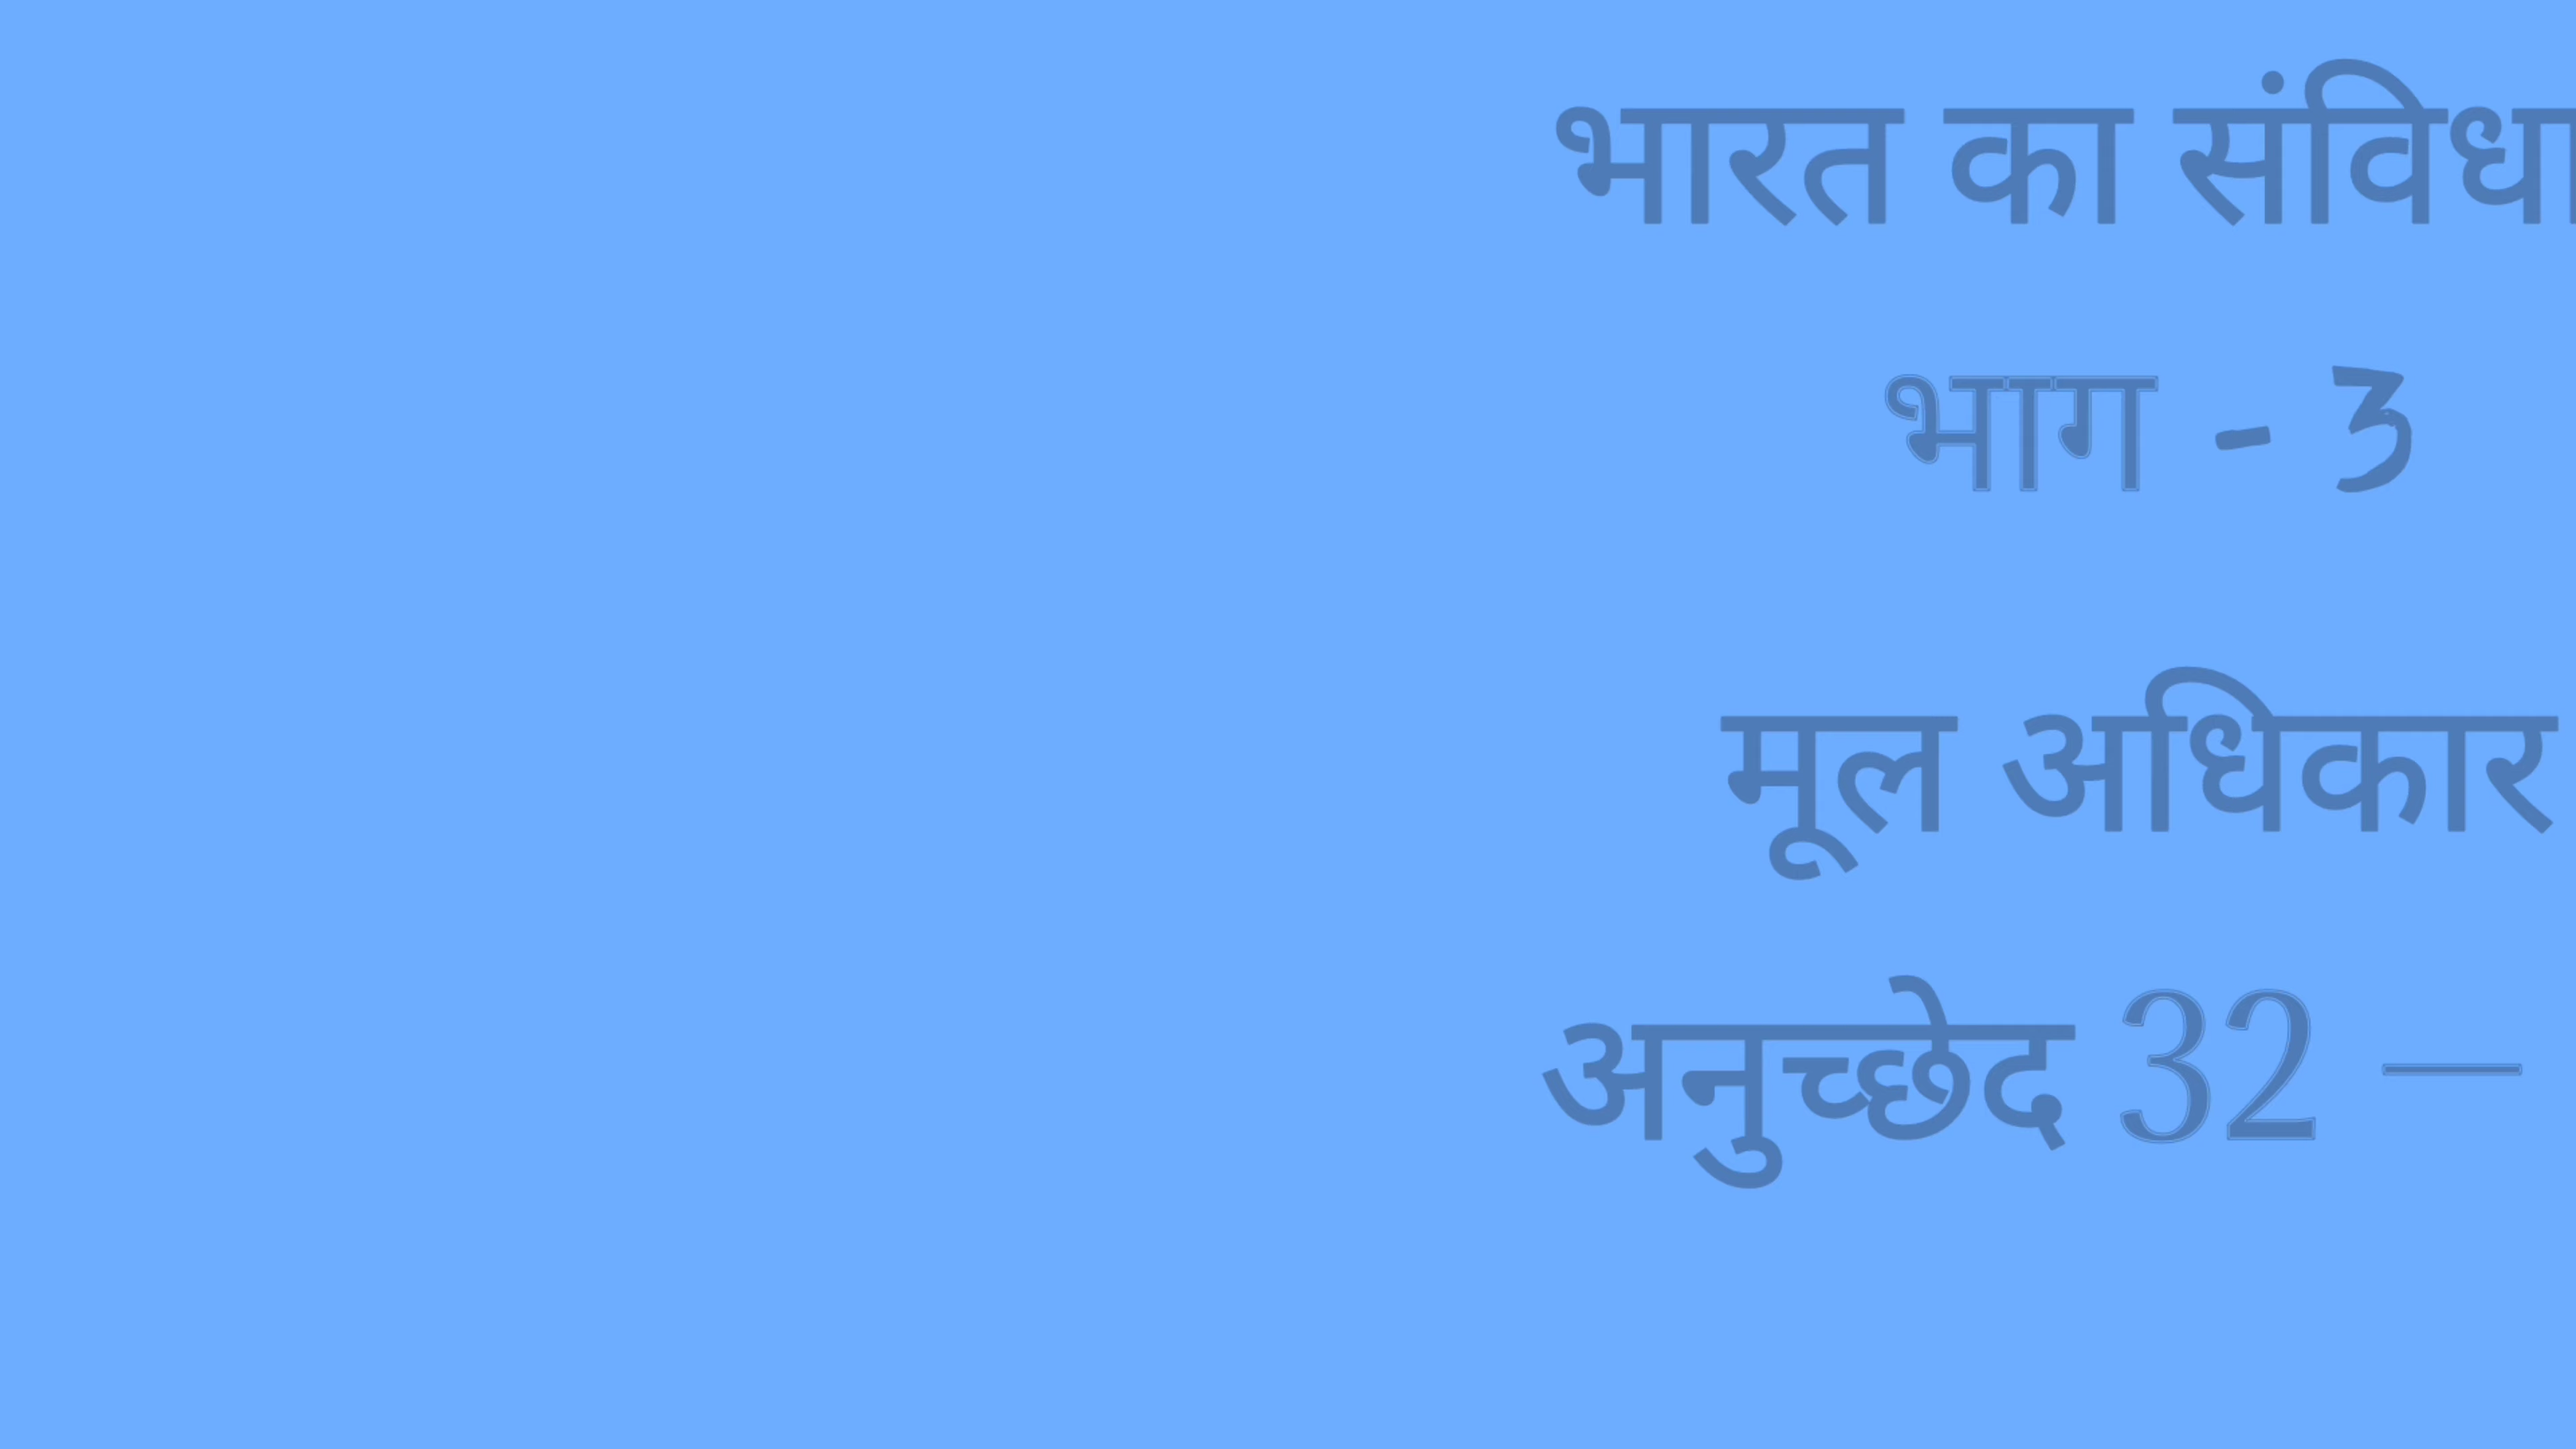 भारत का संविधा
भाग - 3
मूल अधिकार
अनुच्छेद 32 —